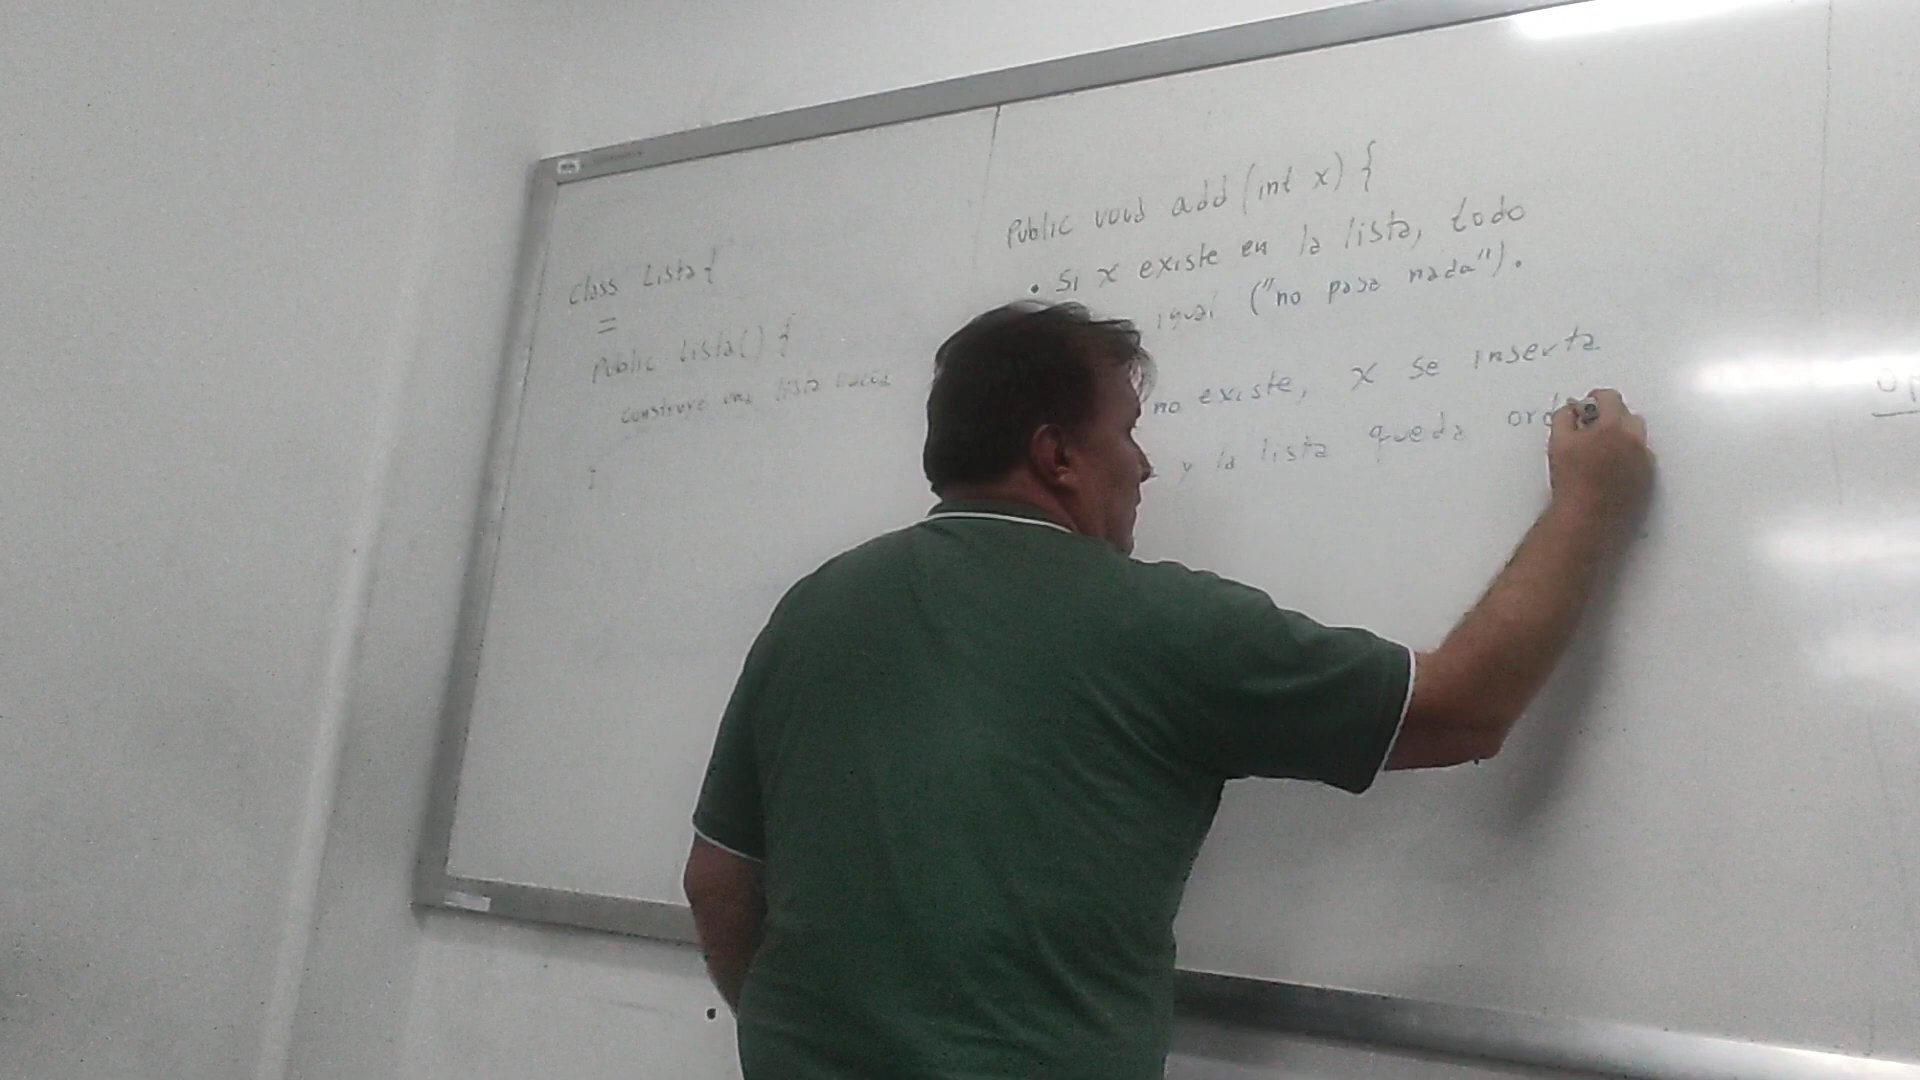 class Lista{
=
Public Lista() {
construye una lista vacia
}
Public void add (int x) {
• Si x existe en la lista, todo
igual ("no pasa nada").
no existe, x se inserta
y la lista queda ord